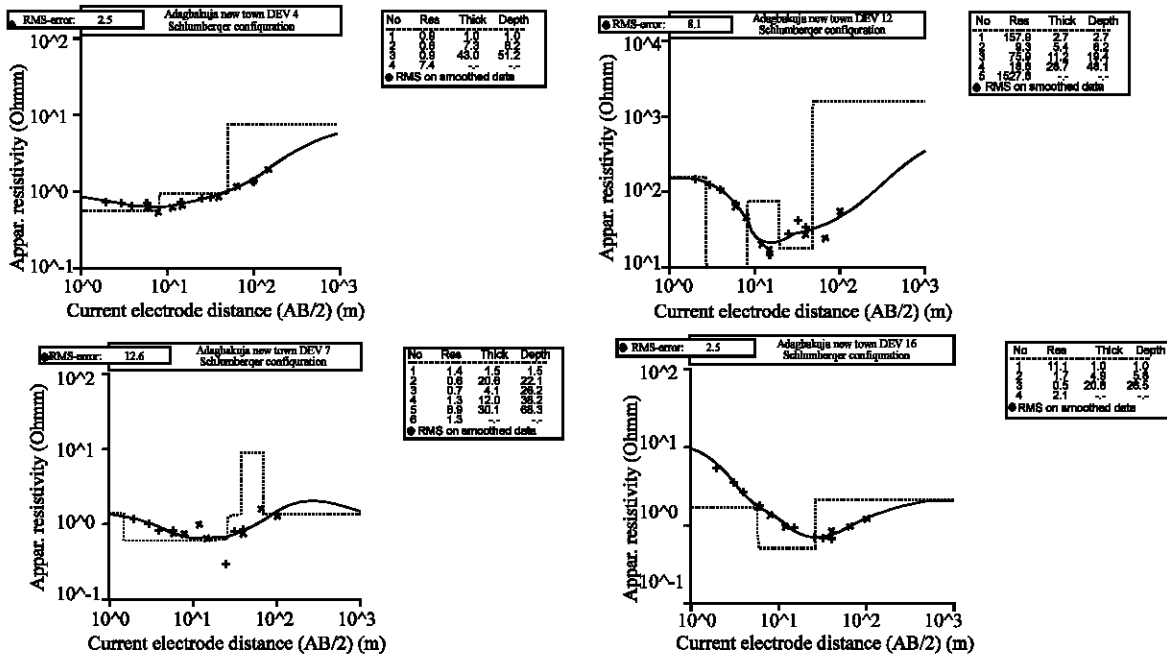 RMS-error: 2.5 Adagbakuja new town DEV 4
Schlumberger configuration
No Res Thick Depth
1 0.9 1.0 1.0
2 0.6 7.3 8.2
3 0.9 43.0 51.2
4 7.4 -.- -.-
RMS on smoothed data
10^2
10^1
10^0
10^-1
Appar. resistivity (Ohmm)
10^0 10^1 10^2 10^3
Current electrode distance (AB/2) (m)
RMS-error: 8.1 Adagbakuja new town DEV 12
Schlumberger configuration
No Res Thick Depth
1 157.9 2.7 2.7
2 9.3 5.4 8.2
3 75.9 11.2 19.4
4 18.8 28.7 48.1
5 1527.6 -.- -.-
RMS on smoothed data
10^4
10^3
10^2
10^1
Appar. resistivity (Ohmm)
10^0 10^1 10^2 10^3
Current electrode distance (AB/2) (m)
RMS-error: 12.6 Adagbakuja new town DEV 7
Schlumberger configuration
No Res Thick Depth
1 1.4 1.5 1.5
2 0.6 20.6 22.1
3 0.7 4.1 26.2
4 1.3 12.0 38.2
5 8.9 30.1 68.3
6 1.3 -.- -.-
RMS on smoothed data
10^2
10^1
10^0
10^-1
Appar. resistivity (Ohmm)
10^0 10^1 10^2 10^3
Current electrode distance (AB/2) (m)
RMS-error: 2.5 Adagbakuja new town DEV 16
Schlumberger configuration
No Res Thick Depth
1 11.1 1.0 1.0
2 1.7 4.9 5.8
3 0.5 20.8 26.5
4 2.1 -.- -.-
RMS on smoothed data
10^2
10^1
10^0
10^-1
Appar. resistivity (Ohmm)
10^0 10^1 10^2 10^3
Current electrode distance (AB/2) (m)